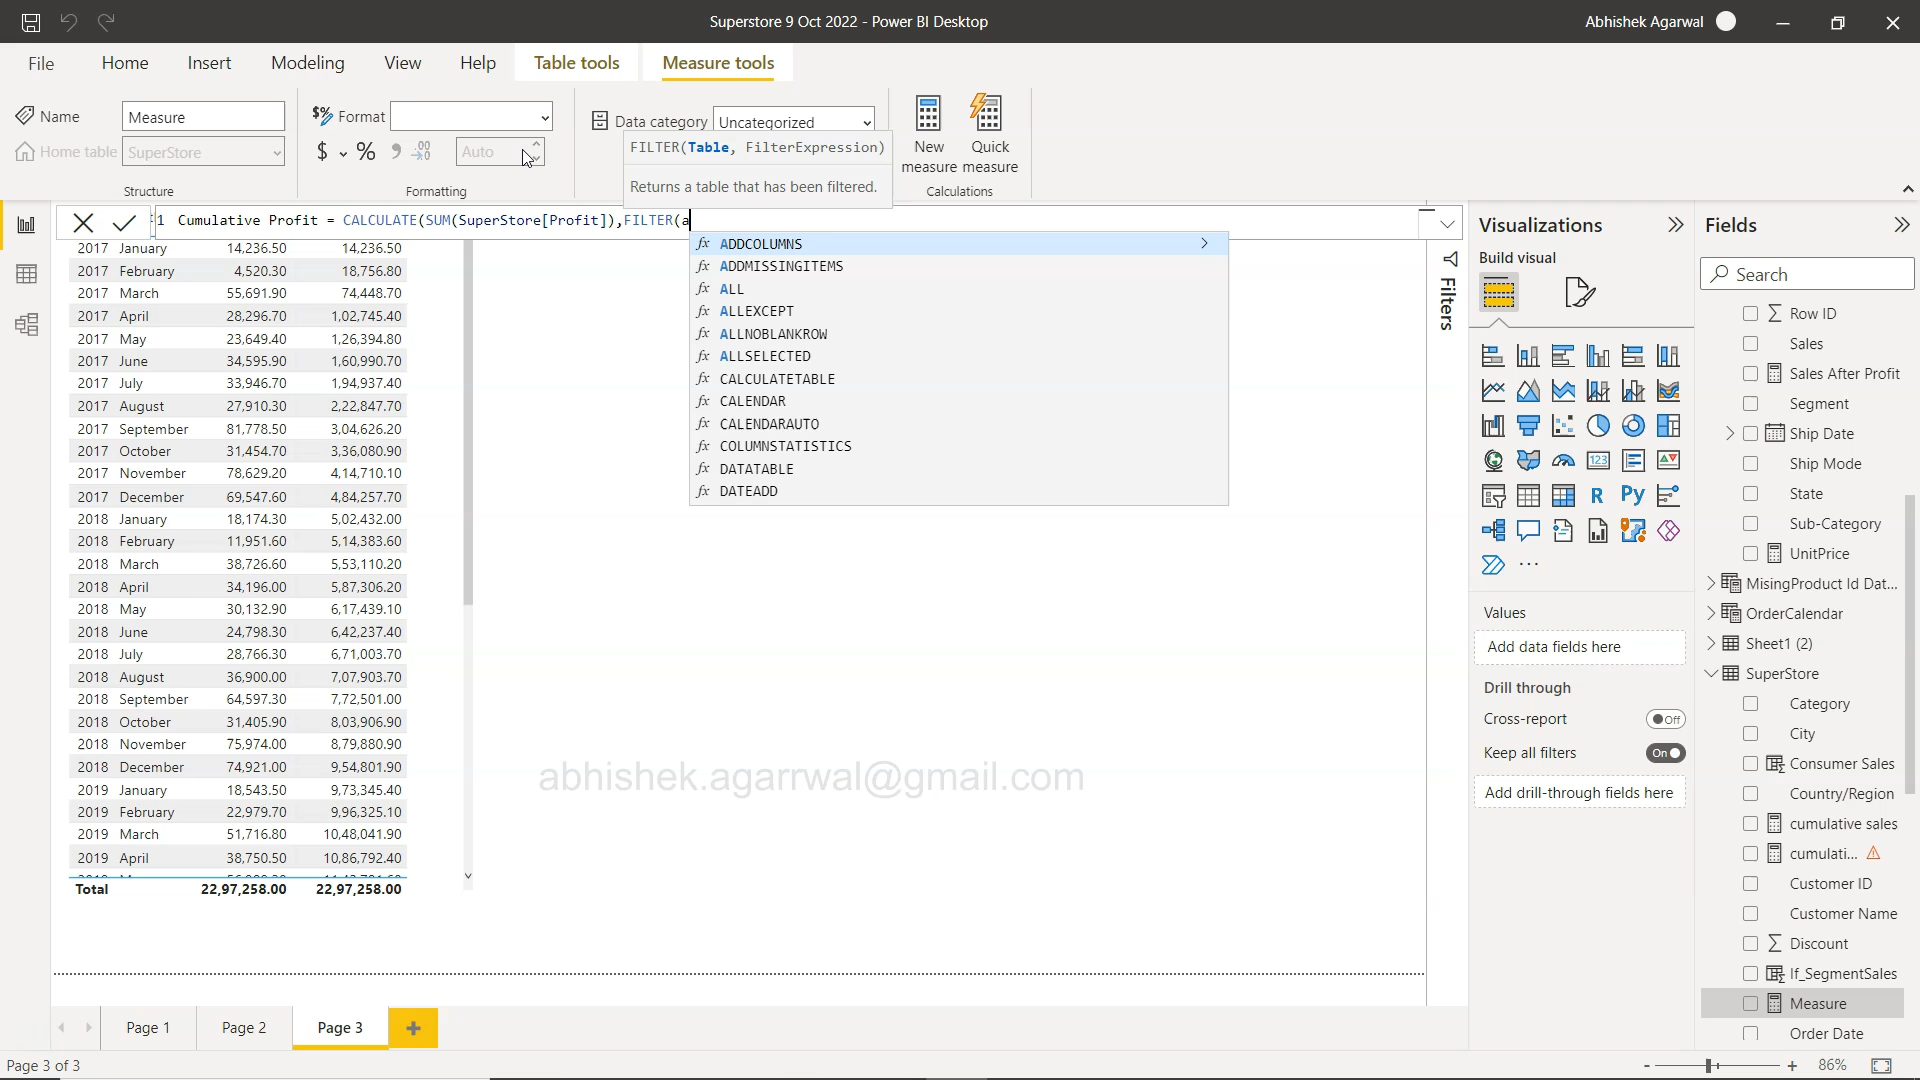 Superstore 9 Oct 2022 - Power BI Desktop
Abhishek Agarwal
File Home Insert Modeling View Help Table tools Measure tools
Name Measure
Home table SuperStore
Structure
$% Format
$ % , .00 Auto
Formatting
Data category Uncategorized
New measure
Quick measure
Calculations
FILTER(Table, FilterExpression)
Returns a table that has been filtered.
1 Cumulative Profit = CALCULATE(SUM(SuperStore[Profit]),FILTER(a
ADDCOLUMNS
ADDMISSINGITEMS
ALL
ALLEXCEPT
ALLNOBLANKROW
ALLSELECTED
CALCULATETABLE
CALENDAR
CALENDARAUTO
COLUMNSTATISTICS
DATATABLE
DATEADD
2017 January 14,236.50 14,236.50
2017 February 4,520.30 18,756.80
2017 March 55,691.90 74,448.70
2017 April 28,296.70 1,02,745.40
2017 May 23,649.40 1,26,394.80
2017 June 34,595.90 1,60,990.70
2017 July 33,946.70 1,94,937.40
2017 August 27,910.30 2,22,847.70
2017 September 81,778.50 3,04,626.20
2017 October 31,454.70 3,36,080.90
2017 November 78,629.20 4,14,710.10
2017 December 69,547.60 4,84,257.70
2018 January 18,174.30 5,02,432.00
2018 February 11,951.60 5,14,383.60
2018 March 38,726.60 5,53,110.20
2018 April 34,196.00 5,87,306.20
2018 May 30,132.90 6,17,439.10
2018 June 24,798.30 6,42,237.40
2018 July 28,766.30 6,71,003.70
2018 August 36,900.00 7,07,903.70
2018 September 64,597.30 7,72,501.00
2018 October 31,405.90 8,03,906.90
2018 November 75,974.00 8,79,880.90
2018 December 74,921.00 9,54,801.90
2019 January 18,543.50 9,73,345.40
2019 February 22,979.70 9,96,325.10
2019 March 51,716.80 10,48,041.90
2019 April 38,750.50 10,86,792.40
Total 22,97,258.00 22,97,258.00
abhishek.agarrwal@gmail.com
Filters
Visualizations
Build visual
123
R
Py
...
Values
Add data fields here
Drill through
Cross-report Off
Keep all filters On
Add drill-through fields here
Fields
Search
Row ID
Sales
Sales After Profit
Segment
Ship Date
Ship Mode
State
Sub-Category
UnitPrice
MisingProduct Id Dat...
OrderCalendar
Sheet1 (2)
SuperStore
Category
City
Consumer Sales
Country/Region
cumulative sales
cumulati...
Customer ID
Customer Name
Discount
If_SegmentSales
Measure
Order Date
Page 1 Page 2 Page 3 +
Page 3 of 3
- + 86%